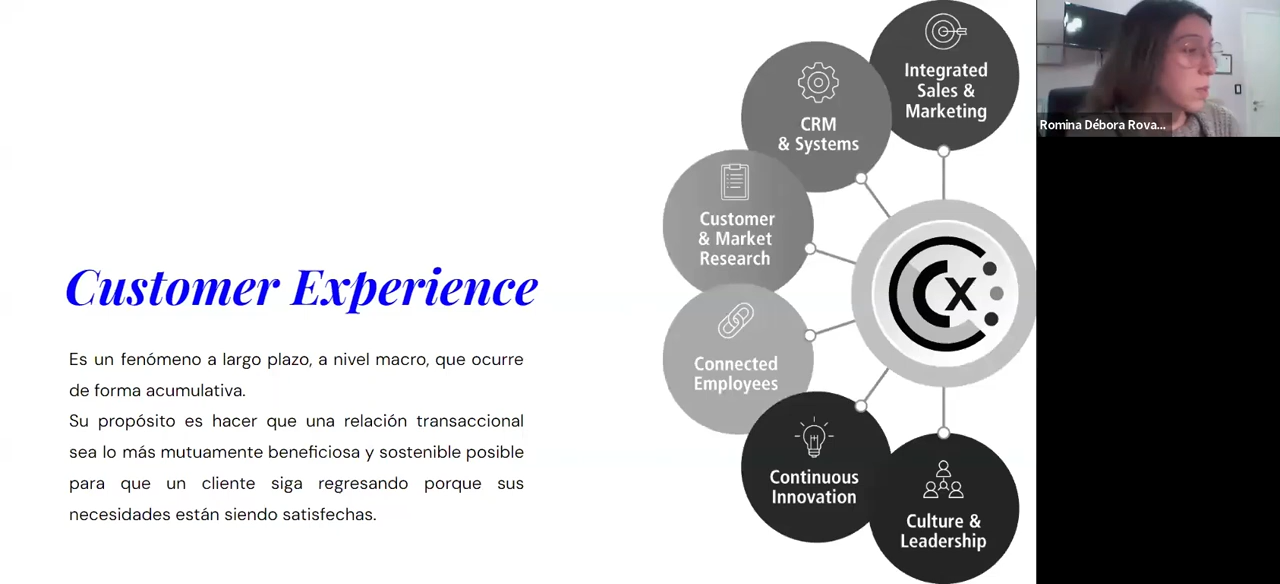 Customer Experience
Es un fenómeno a largo plazo, a nivel macro, que ocurre
de forma acumulativa.
Su propósito es hacer que una relación transaccional
sea lo más mutuamente beneficiosa y sostenible posible
para que un cliente siga regresando porque sus
necesidades están siendo satisfechas.
Integrated
Sales &
Marketing
CRM
& Systems
Customer
& Market
Research
Connected
Employees
Continuous
Innovation
Culture &
Leadership
Cx
Romina Débora Rova...